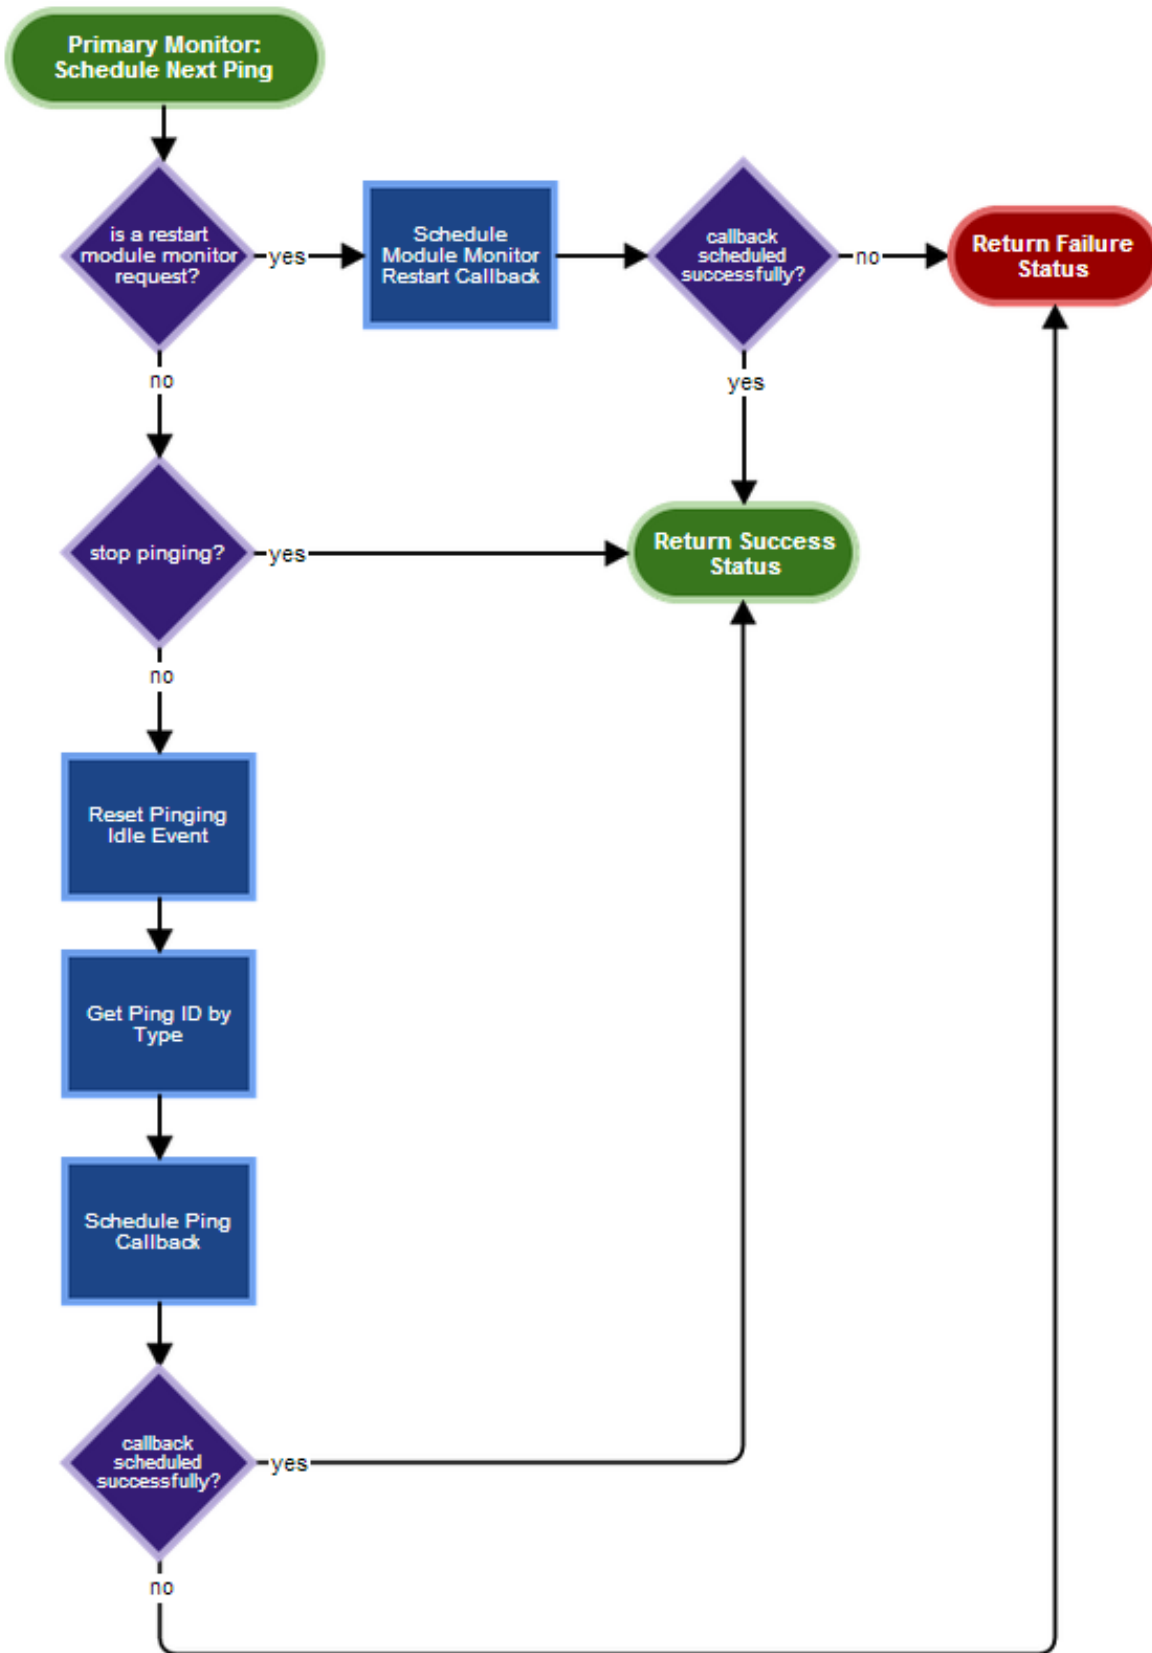 Primary Monitor:
Schedule Next Ping
is a restart
module monitor
request?
yes
Schedule
Module Monitor
Restart Callback
callback
scheduled
successfully?
no
Return Failure
Status
no
yes
stop pinging?
yes
Return Success
Status
no
Reset Pinging
Idle Event
Get Ping ID by
Type
Schedule Ping
Callback
callback
scheduled
successfully?
yes
no